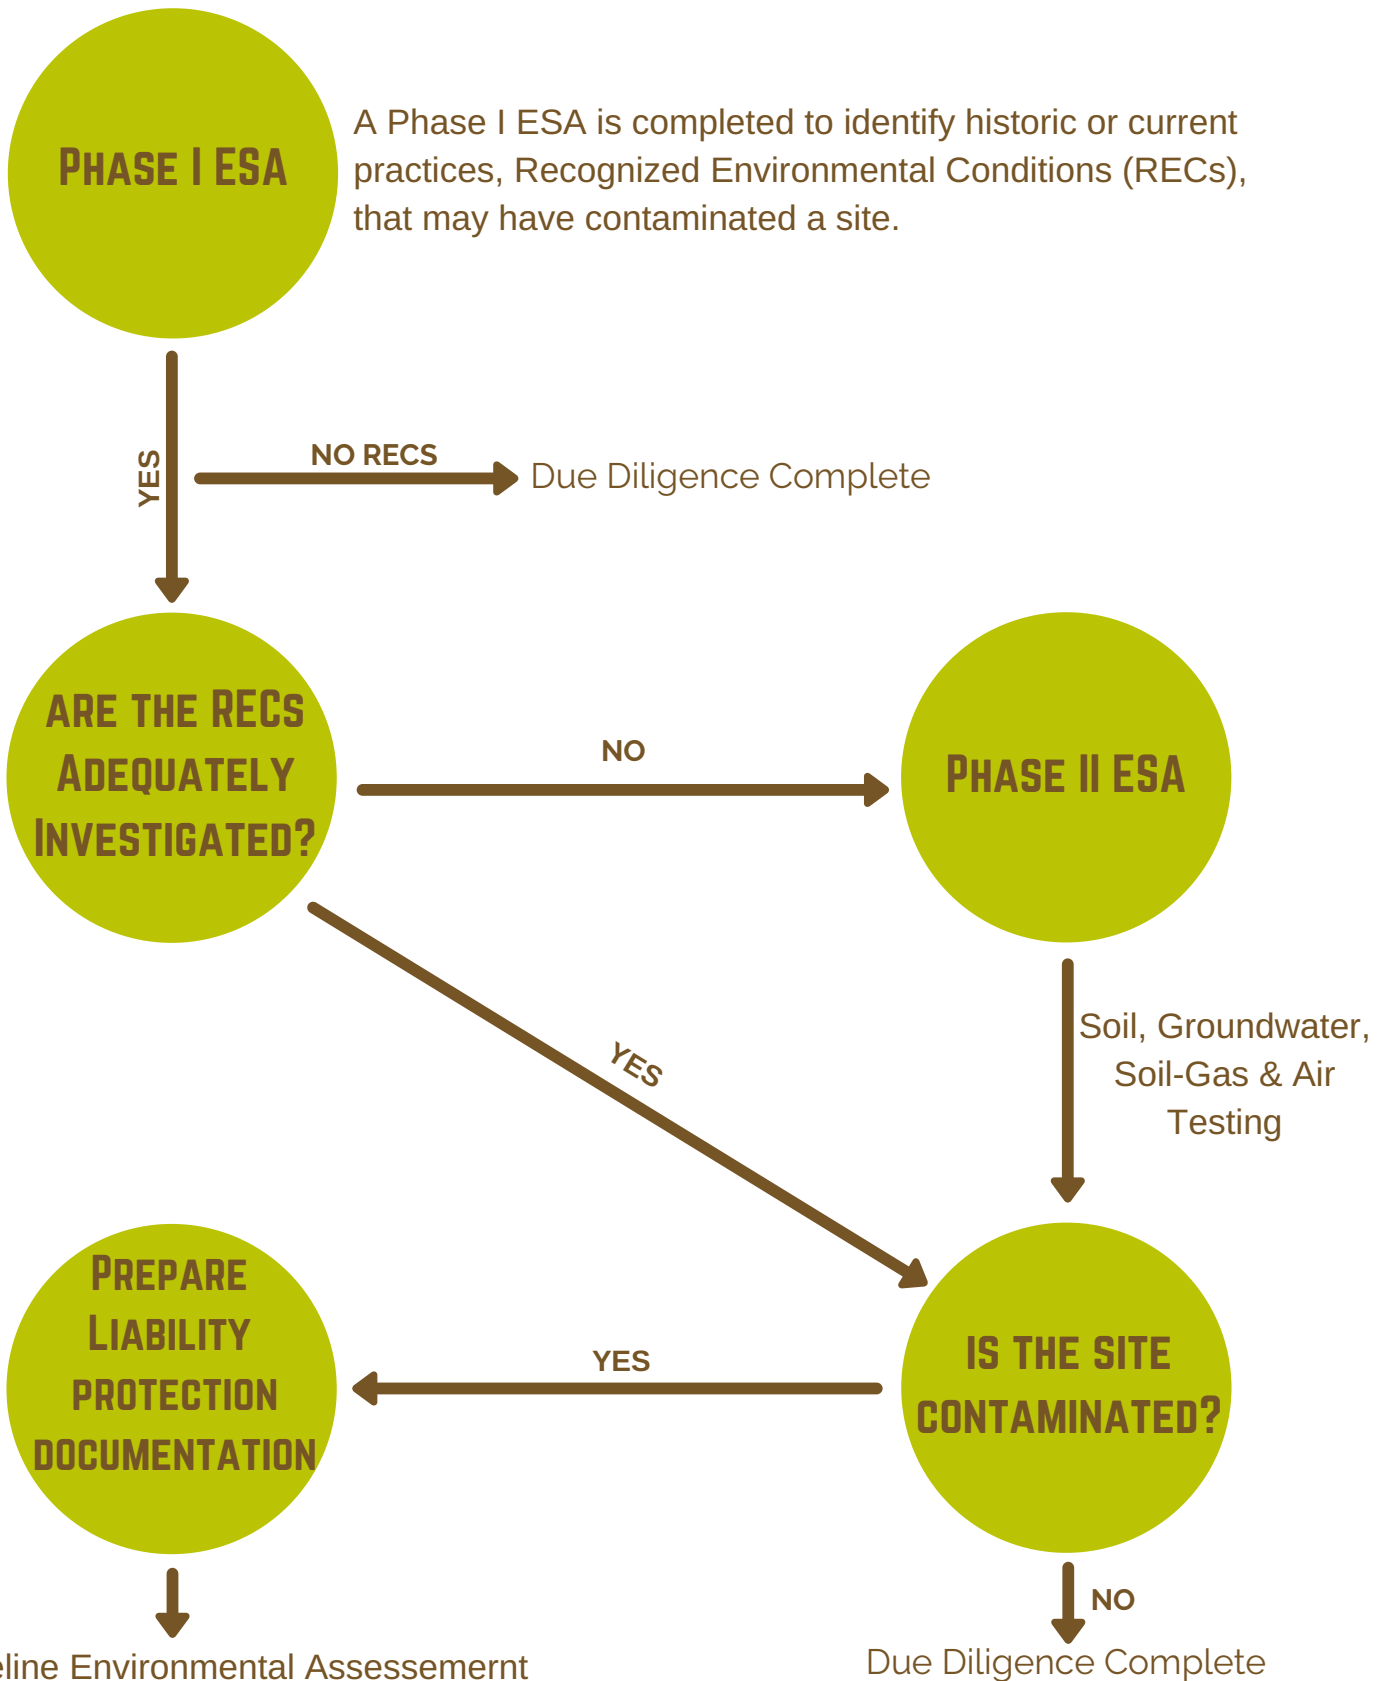 PHASE I ESA
A Phase I ESA is completed to identify historic or current
practices, Recognized Environmental Conditions (RECs),
that may have contaminated a site.
YES
NO RECS
Due Diligence Complete
ARE THE RECS
ADEQUATELY
INVESTIGATED?
NO
PHASE II ESA
YES
Soil, Groundwater,
Soil-Gas & Air
Testing
PREPARE
LIABILITY
PROTECTION
DOCUMENTATION
YES
IS THE SITE
CONTAMINATED?
NO
Environmental Assessemernt
Due Diligence Complete